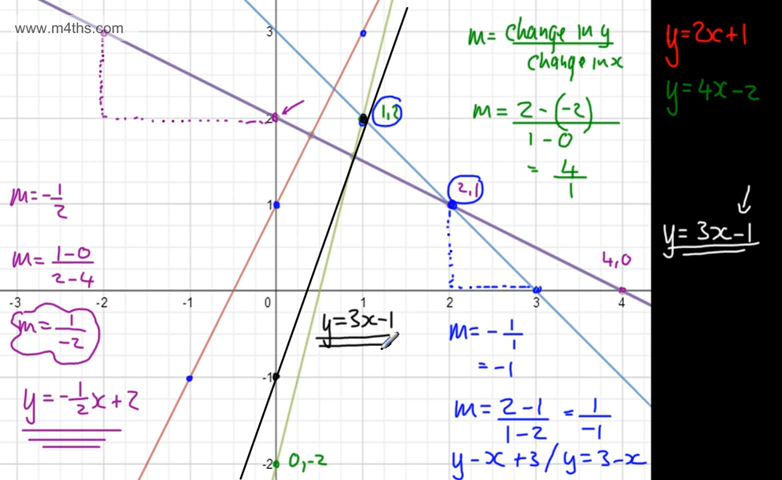 www.m4ths.com
m = change in y / change in x
m = 2 - (-2) / 1 - 0
= 4 / 1
y = 2x + 1
y = 4x - 2
y = 3x - 1
3
2
1
-1
-2
-3
-2
-1
0
1
2
3
4
1,2
2,1
4,0
0,-2
m = - 1/2
m = 1 - 0 / 2 - 4
m = 1 / -2
y = - 1/2 x + 2
y = 3x - 1
m = - 1/1
= -1
m = 2 - 1 / 1 - 2 = 1 / -1
y - x + 3 / y = 3 - x